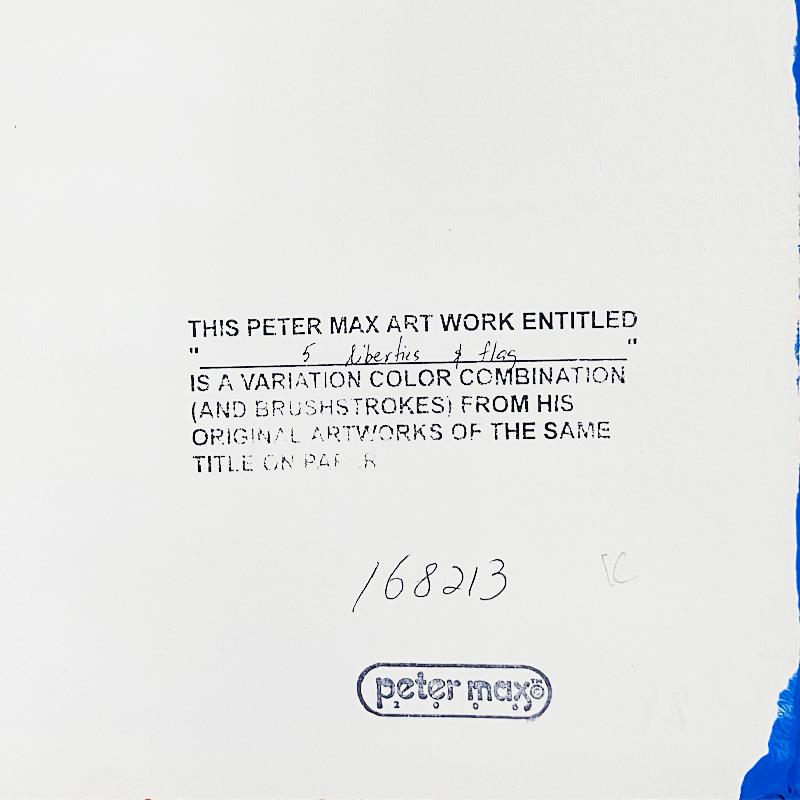 THIS PETER MAX ART WORK ENTITLED
" 5 liberties & flag "
IS A VARIATION COLOR COMBINATION
(AND BRUSHSTROKES) FROM HIS
ORIGINAL ARTWORKS OF THE SAME
TITLE ON PAPER
168213
peter max ™ ©